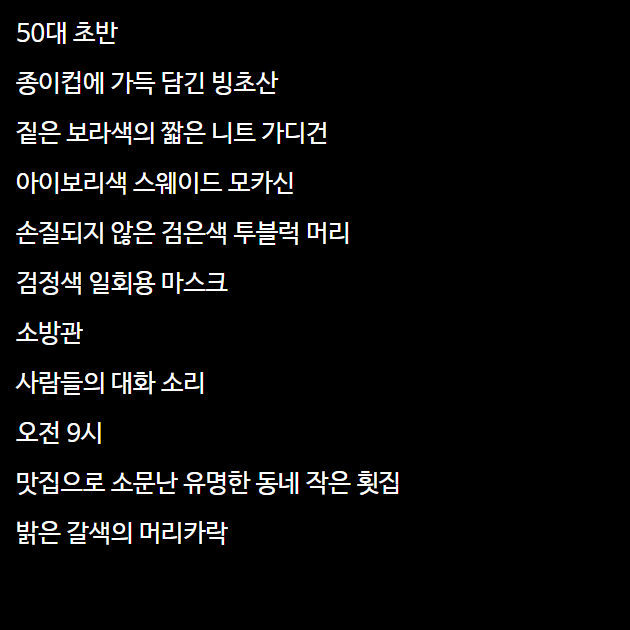 50대 초반
종이컵에 가득 담긴 빙초산
짙은 보라색의 짧은 니트 가디건
아이보리색 스웨이드 모카신
손질되지 않은 검은색 투블럭 머리
검정색 일회용 마스크
소방관
사람들의 대화 소리
오전 9시
맛집으로 소문난 유명한 동네 작은 횟집
밝은 갈색의 머리카락